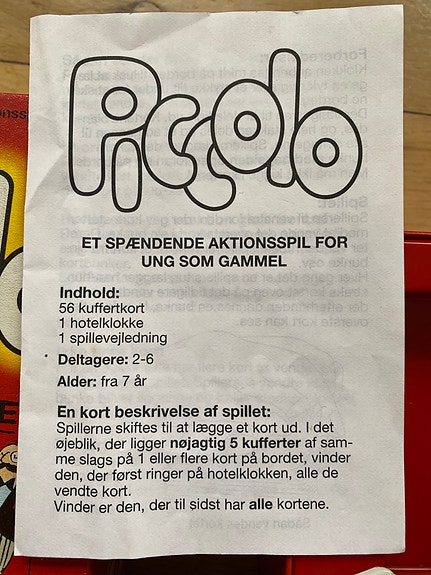 Piccolo
ET SPÆNDENDE AKTIONSSPIL FOR
UNG SOM GAMMEL
Indhold:
56 kuffertkort
1 hotelklokke
1 spillevejledning
Deltagere: 2-6
Alder: fra 7 år
En kort beskrivelse af spillet:
Spillerne skiftes til at lægge et kort ud. I det
øjeblik, der ligger nøjagtig 5 kufferter af sam-
me slags på 1 eller flere kort på bordet, vinder
den, der først ringer på hotelklokken, alle de
vendte kort.
Vinder er den, der til sidst har alle kortene.